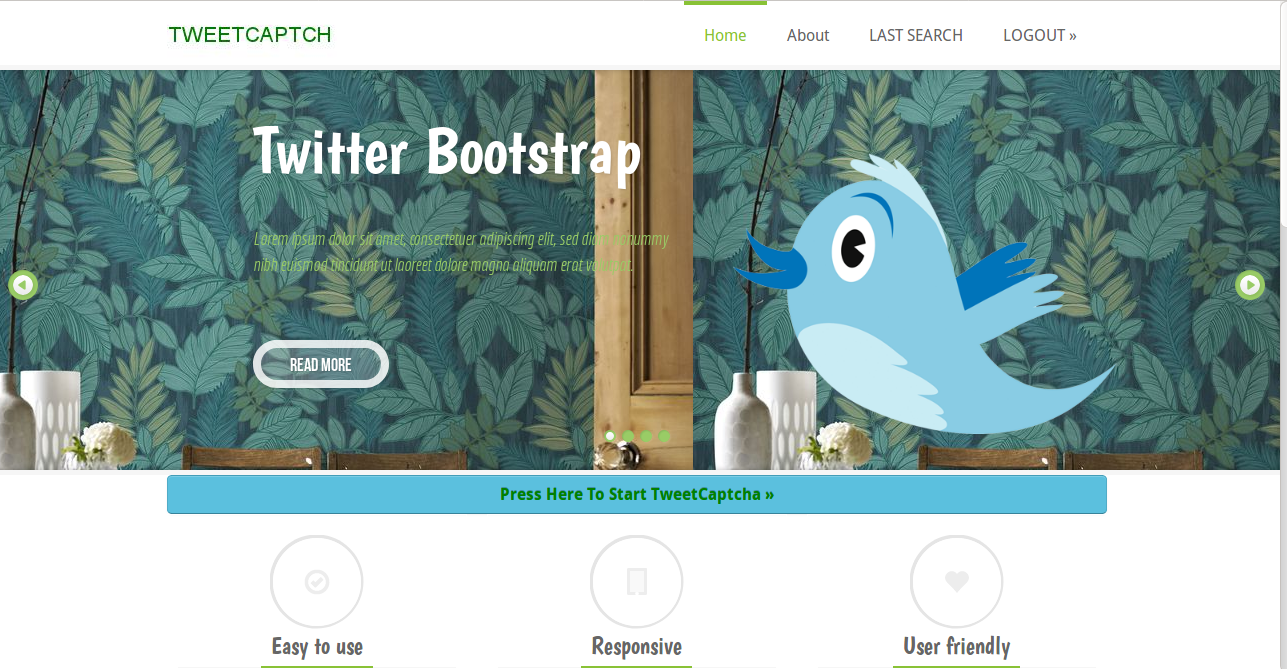 TWEETCAPTCH
Home
About
LAST SEARCH
LOGOUT »
Twitter Bootstrap
Lorem ipsum dolor sit amet, consectetuer adipiscing elit, sed diam nonummy
nibh euismod tincidunt ut laoreet dolore magna aliquam erat volutpat.
READ MORE
Press Here To Start TweetCaptcha »
Easy to use
Responsive
User friendly